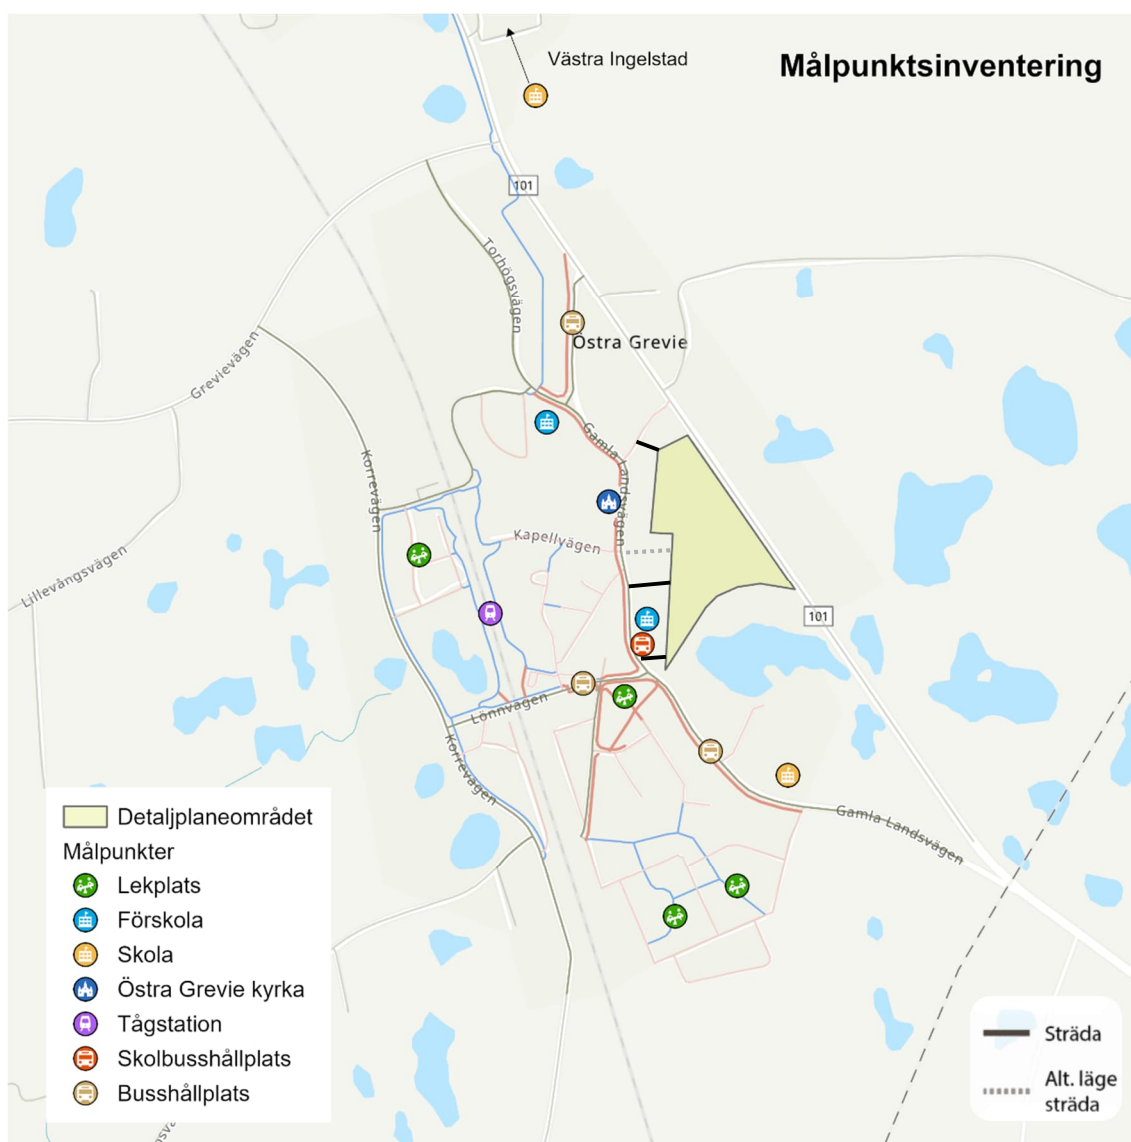 Västra Ingelstad
Målpunktsinventering
101
Torhögsvägen
Östra Grevie
Grevievägen
Gamla Landsvägen
Korrevägen
Kapellvägen
Lillevångsvägen
101
Lönnvägen
Korrevägen
Gamla Landsvägen
Detaljplaneområdet
Målpunkter
Lekplats
Förskola
Skola
Östra Grevie kyrka
Tågstation
Skolbusshållplats
Busshållplats
Sträda
Alt. läge
sträda